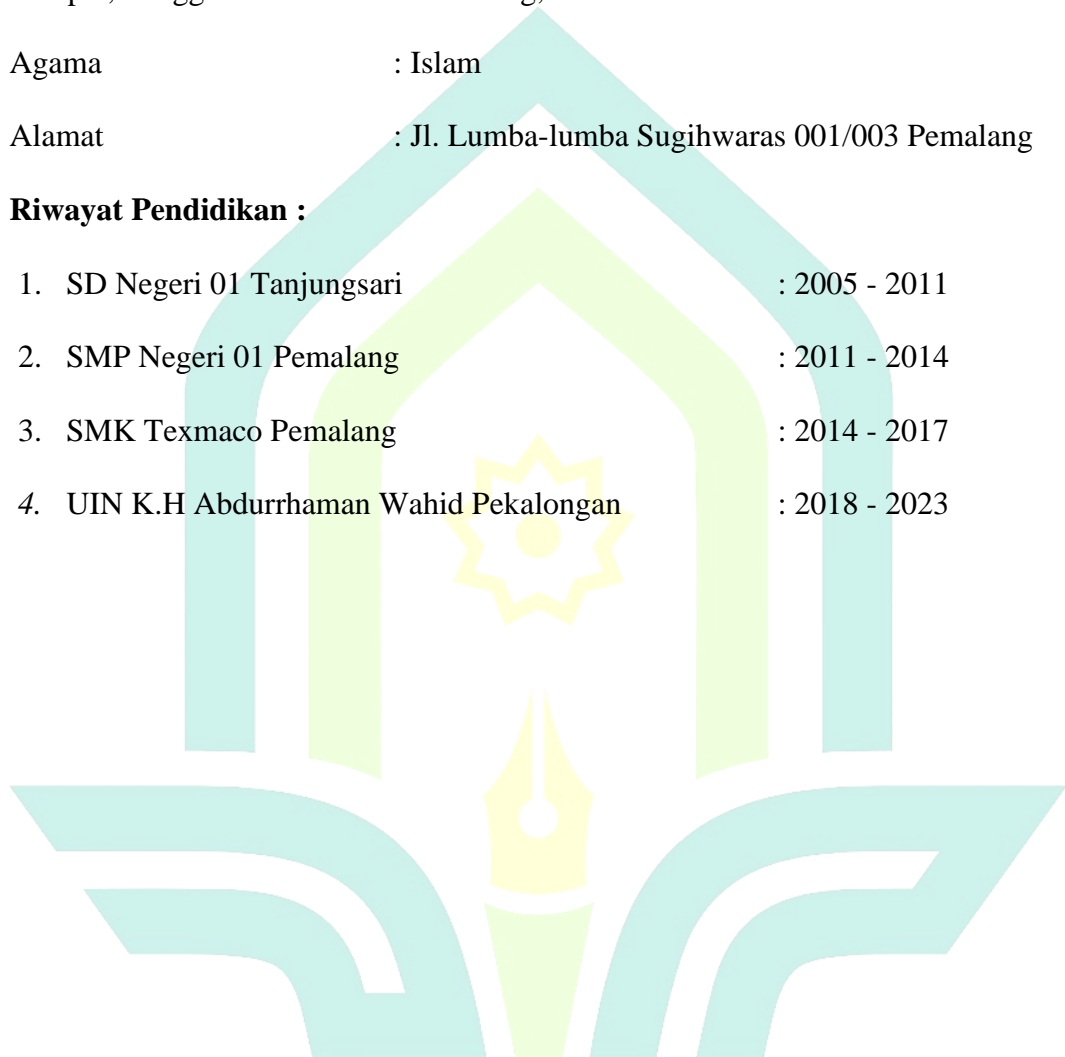 Agama : Islam
Alamat : Jl. Lumba-lumba Sugihwaras 001/003 Pemalang
Riwayat Pendidikan :
1. SD Negeri 01 Tanjungsari : 2005 - 2011
2. SMP Negeri 01 Pemalang : 2011 - 2014
3. SMK Texmaco Pemalang : 2014 - 2017
4. UIN K.H Abdurrhaman Wahid Pekalongan : 2018 - 2023